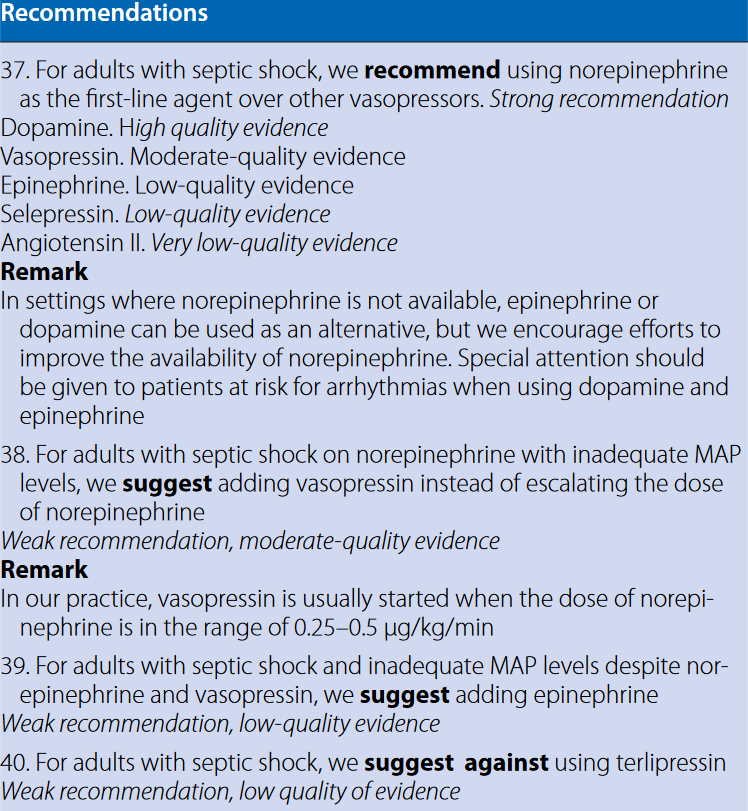 Recommendations
37. For adults with septic shock, we recommend using norepinephrine
as the first-line agent over other vasopressors. Strong recommendation
Dopamine. High quality evidence
Vasopressin. Moderate-quality evidence
Epinephrine. Low-quality evidence
Selepressin. Low-quality evidence
Angiotensin II. Very low-quality evidence
Remark
In settings where norepinephrine is not available, epinephrine or
dopamine can be used as an alternative, but we encourage efforts to
improve the availability of norepinephrine. Special attention should
be given to patients at risk for arrhythmias when using dopamine and
epinephrine
38. For adults with septic shock on norepinephrine with inadequate MAP
levels, we suggest adding vasopressin instead of escalating the dose
of norepinephrine
Weak recommendation, moderate-quality evidence
Remark
In our practice, vasopressin is usually started when the dose of norepi-
nephrine is in the range of 0.25–0.5 μg/kg/min
39. For adults with septic shock and inadequate MAP levels despite nor-
epinephrine and vasopressin, we suggest adding epinephrine
Weak recommendation, low-quality evidence
40. For adults with septic shock, we suggest against using terlipressin
Weak recommendation, low quality of evidence